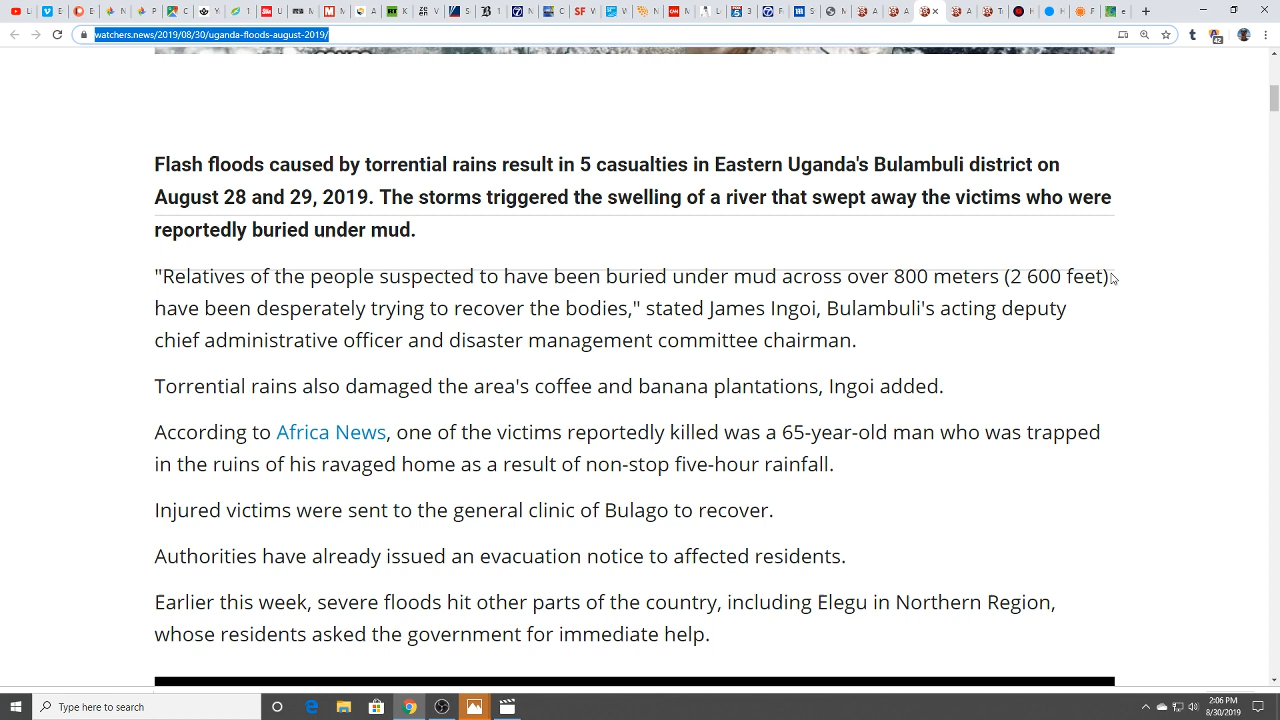 watchers.news/2019/08/30/uganda-floods-august-2019/
Flash floods caused by torrential rains result in 5 casualties in Eastern Uganda's Bulambuli district on
August 28 and 29, 2019. The storms triggered the swelling of a river that swept away the victims who were
reportedly buried under mud.
"Relatives of the people suspected to have been buried under mud across over 800 meters (2 600 feet),
have been desperately trying to recover the bodies," stated James Ingoi, Bulambuli's acting deputy
chief administrative officer and disaster management committee chairman.
Torrential rains also damaged the area's coffee and banana plantations, Ingoi added.
According to Africa News, one of the victims reportedly killed was a 65-year-old man who was trapped
in the ruins of his ravaged home as a result of non-stop five-hour rainfall.
Injured victims were sent to the general clinic of Bulago to recover.
Authorities have already issued an evacuation notice to affected residents.
Earlier this week, severe floods hit other parts of the country, including Elegu in Northern Region,
whose residents asked the government for immediate help.
Type here to search
2:06 PM
8/30/2019